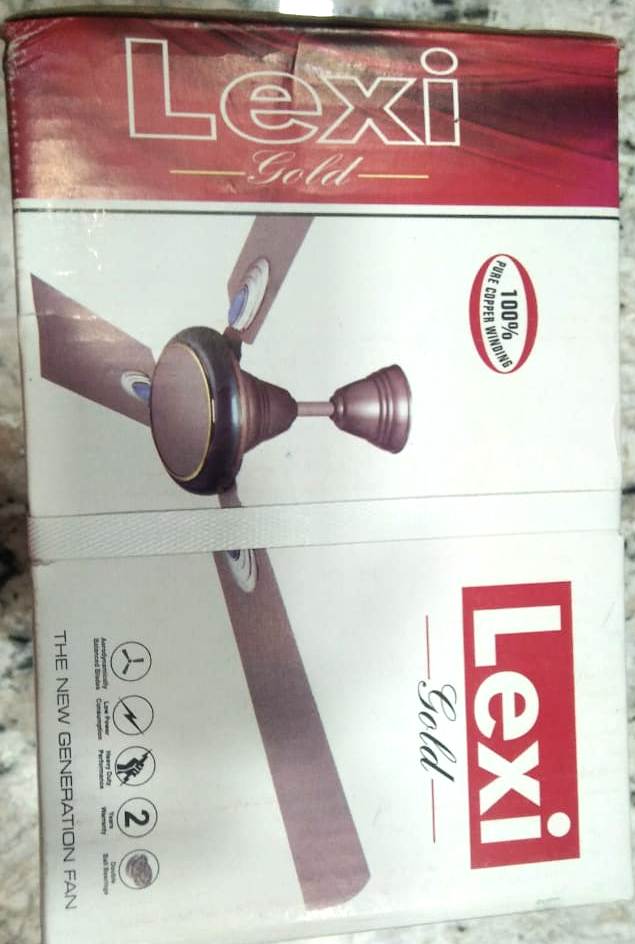 Lexi
Gold
100%
PURE COPPER WINDING
Lexi
Gold
Aerodynamically
Balanced Blades
Low Power
Consumption
Heavy Duty
Performance
2
Years
Warranty
Double
Ball Bearings
THE NEW GENERATION FAN